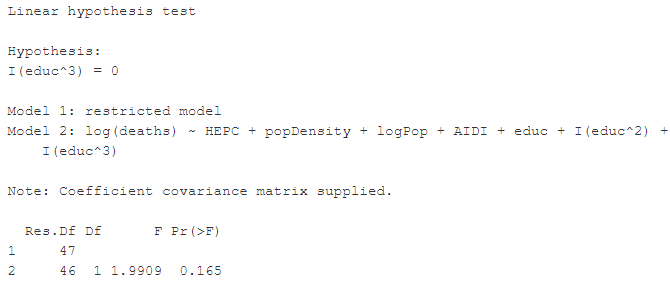 Linear hypothesis test
Hypothesis:
I(educ^3) = 0
Model 1: restricted model
Model 2: log(deaths) ~ HEPC + popDensity + logPop + AIDI + educ + I(educ^2) +
    I(educ^3)
Note: Coefficient covariance matrix supplied.
  Res.Df Df      F Pr(>F)
1     47
2     46  1 1.9909  0.165